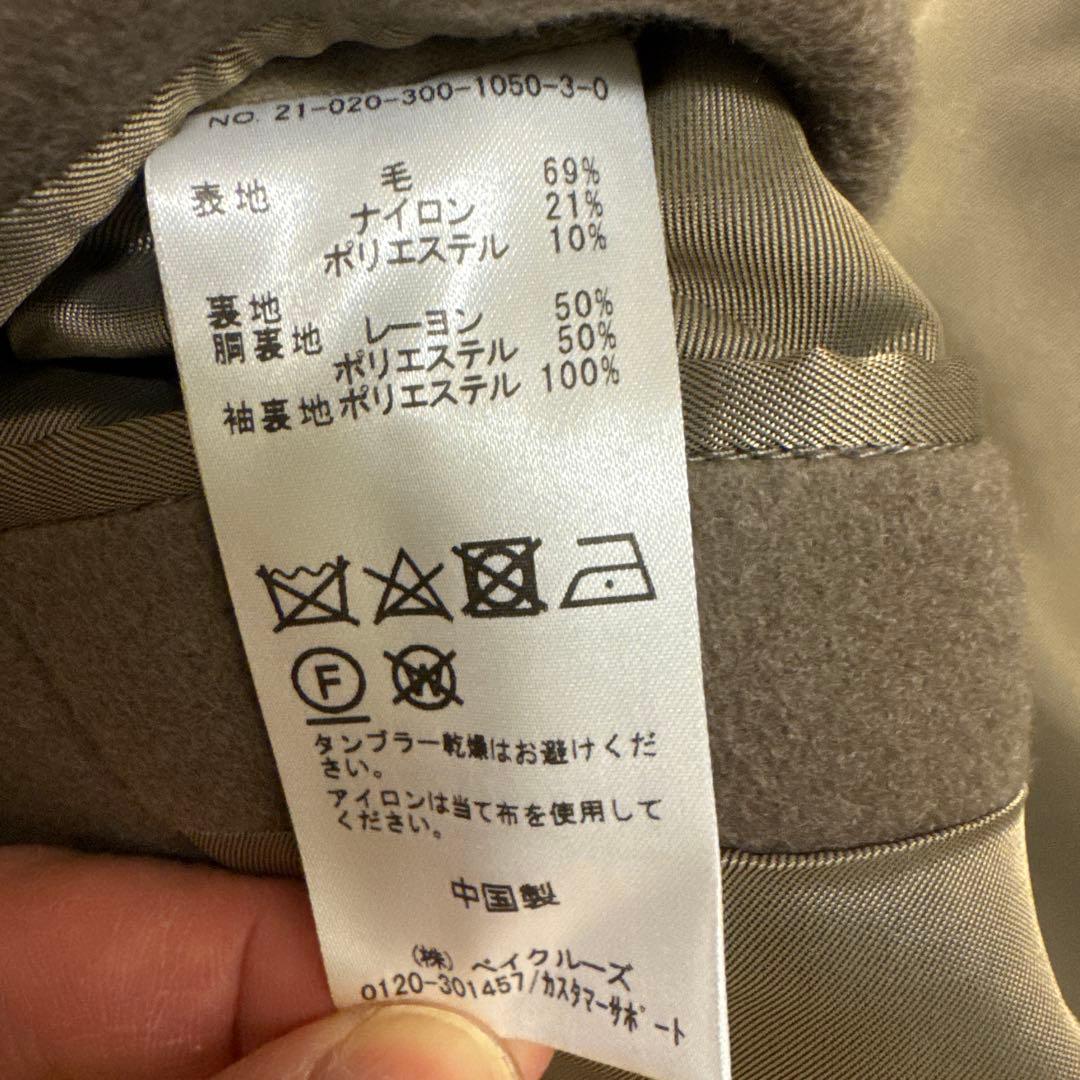 NO. 21-020-300-1050-3-0
表地 毛 69%
ナイロン 21%
ポリエステル 10%
裏地
胴裏地 レーヨン 50%
ポリエステル 50%
袖裏地 ポリエステル 100%
F
W
タンブラー乾燥はお避けくだ
さい。
アイロンは当て布を使用して
ください。
中国製
(株) ベイクルーズ
0120-301457/カスタマーサポート